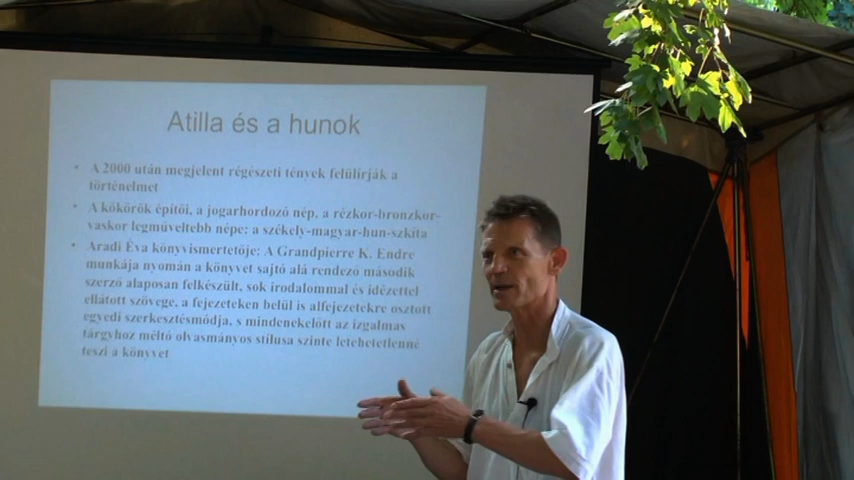 Atilla és a hunok
• A 2000 után megjelent régészeti tények felülírják a
történelmet
• A kőkörök építői, a jogarhordozó nép, a rézkor-bronzkor-
vaskor legműveltebb népe: a székely-magyar-hun-szkíta
• Aradi Éva könyvismertetője: A Grandpierre K. Endre
munkája nyomán a könyvet sajtó alá rendező második
szerző alaposan felkészült, sok irodalommal és idézettel
ellátott szövege, a fejezeteken belül is alfejezetekre osztott
egyedi szerkesztésmódja, s mindenekelőtt az izgalmas
tárgyhoz méltó olvasmányos stílusa szinte letehetetlenné
teszi a könyvet